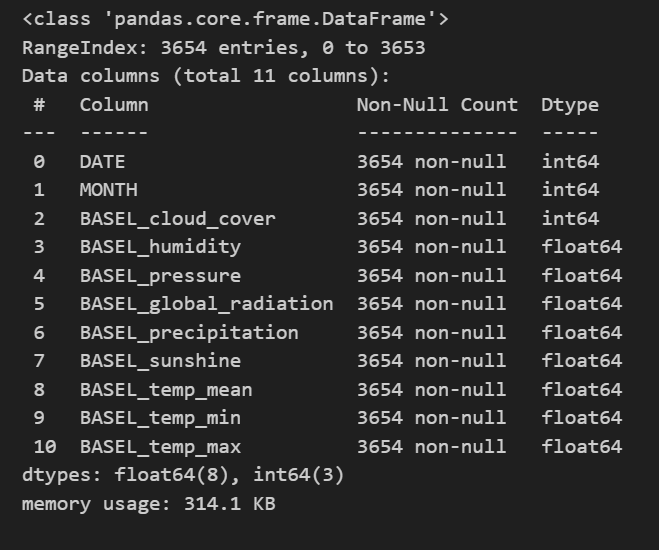 <class 'pandas.core.frame.DataFrame'>
RangeIndex: 3654 entries, 0 to 3653
Data columns (total 11 columns):
 #   Column                  Non-Null Count  Dtype
---  ------                  --------------  -----
 0   DATE                    3654 non-null   int64
 1   MONTH                   3654 non-null   int64
 2   BASEL_cloud_cover       3654 non-null   int64
 3   BASEL_humidity          3654 non-null   float64
 4   BASEL_pressure          3654 non-null   float64
 5   BASEL_global_radiation  3654 non-null   float64
 6   BASEL_precipitation     3654 non-null   float64
 7   BASEL_sunshine          3654 non-null   float64
 8   BASEL_temp_mean         3654 non-null   float64
 9   BASEL_temp_min          3654 non-null   float64
 10  BASEL_temp_max          3654 non-null   float64
dtypes: float64(8), int64(3)
memory usage: 314.1 KB